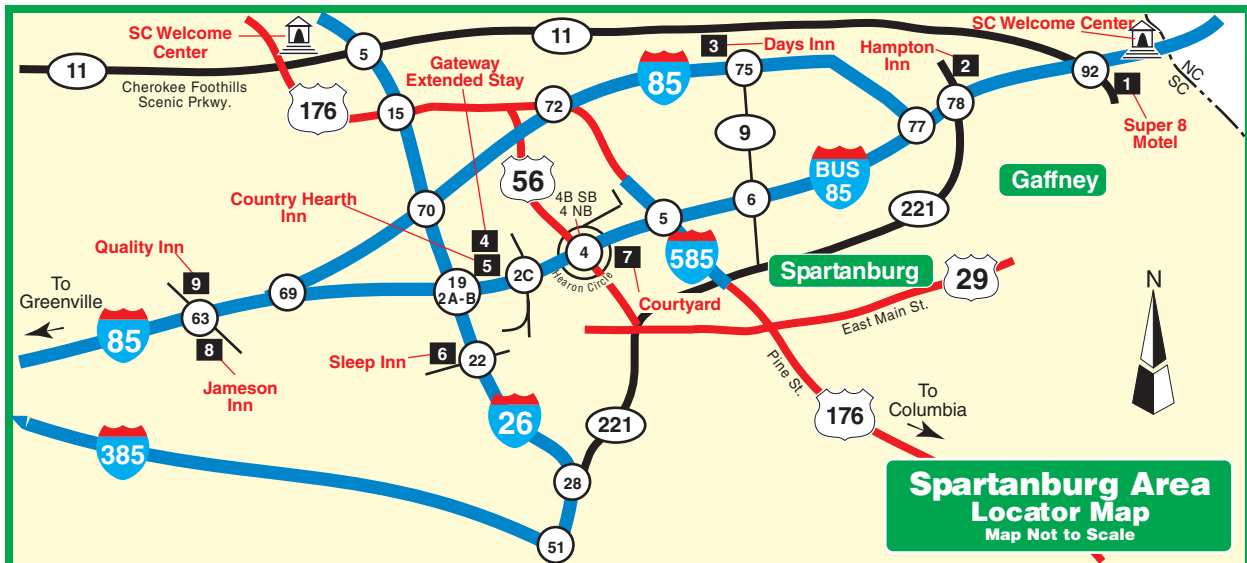 SC Welcome
Center
5
11
11
Cherokee Foothills
Scenic Prkwy.
176
15
Gateway
Extended Stay
72
85
3
Days Inn
75
Hampton
Inn
2
SC Welcome Center
92
NC
SC
1
Super 8
Motel
78
77
9
56
4B SB
4 NB
BUS
85
6
5
221
Gaffney
Country Hearth
Inn
70
4
5
2C
4
Hearon Circle
7
Courtyard
585
Spartanburg
29
East Main St.
Quality Inn
9
To
Greenville
85
63
69
19
2A-B
8
Jameson
Inn
Sleep Inn
6
22
26
Pine St.
176
To
Columbia
N
385
221
28
51
Spartanburg Area
Locator Map
Map Not to Scale